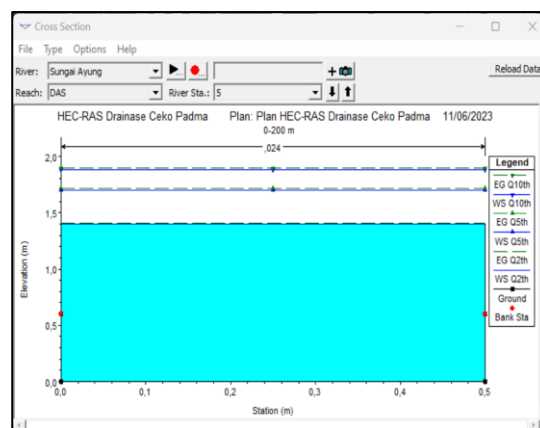 Cross Section
File Type Options Help
River: Sungai Ayung
Reload Data
Reach: DAS River Sta.: 5
HEC-RAS Drainase Ceko Padma Plan: Plan HEC-RAS Drainase Ceko Padma 11/06/2023
0-200 m
,024
Legend
EG Q10th
WS Q10th
EG Q5th
WS Q5th
EG Q2th
WS Q2th
Ground
Bank Sta
Elevation (m)
2,0
1,5
1,0
0,5
0,0
0,0 0,1 0,2 0,3 0,4 0,5
Station (m)